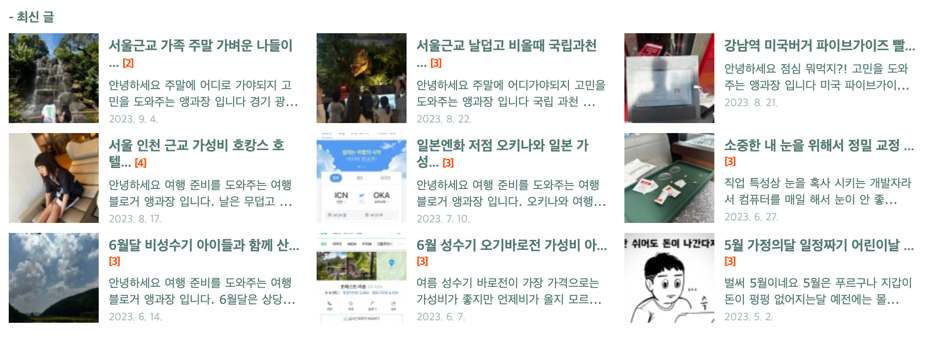 - 최신 글
서울근교 가족 주말 가벼운 나들이
... [2]
안녕하세요 주말에 어디로 가야되지 고
민을 도와주는 앵과장 입니다 경기 광...
2023. 9. 4.
서울근교 날덥고 비올때 국립과천
... [3]
안녕하세요 주말에 어디가야되지 고민을
도와주는 앵과장 입니다 국립 과천 ...
2023. 8. 22.
강남역 미국버거 파이브가이즈 빨...
안녕하세요 점심 뭐먹지?! 고민을 도와
주는 앵과장 입니다 미국 파이브가이...
2023. 8. 21.
서울 인천 근교 가성비 호캉스 호
텔... [4]
안녕하세요 여행 준비를 도와주는 여행
블로거 앵과장 입니다. 날은 무덥고 ...
2023. 8. 17.
ICN
OKA
일본엔화 저점 오키나와 일본 가
성... [3]
안녕하세요 여행 준비를 도와주는 여행
블로거 앵과장 입니다. 오키나와 여행...
2023. 7. 10.
소중한 내 눈을 위해서 정밀 교정 ...
[3]
직업 특성상 눈을 혹사 시키는 개발자라
서 컴퓨터를 매일 해서 눈이 안 좋...
2023. 6. 27.
6월달 비성수기 아이들과 함께 산...
[3]
안녕하세요 여행 준비를 도와주는 여행
블로거 앵과장 입니다. 6월달은 상당...
2023. 6. 14.
6월 성수기 오기바로전 가성비 아...
[3]
여름 성수기 바로전이 가장 가격으로는
가성비가 좋지만 언제비가 올지 모르...
2023. 6. 7.
쉬어도 돈이 나간다
5월 가정의달 일정짜기 어린이날 ...
[3]
벌써 5월이네요 5월은 푸르구나 지갑이
돈이 펑펑 없어지는달 예전에는 몰...
2023. 5. 2.